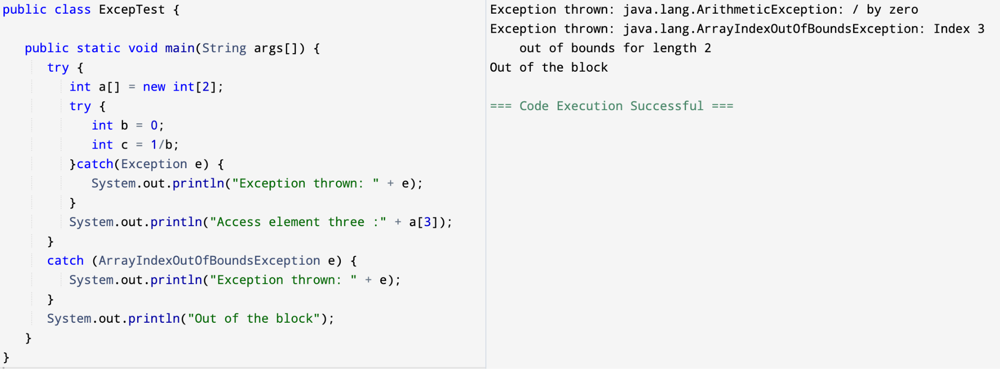 public class ExcepTest {
public static void main(String args[]) {
try {
int a[] = new int[2];
try {
int b = 0;
int c = 1/b;
}catch(Exception e) {
System.out.println("Exception thrown: " + e);
}
System.out.println("Access element three :" + a[3]);
}
catch (ArrayIndexOutOfBoundsException e) {
System.out.println("Exception thrown: " + e);
}
System.out.println("Out of the block");
}
}
Exception thrown: java.lang.ArithmeticException: / by zero
Exception thrown: java.lang.ArrayIndexOutOfBoundsException: Index 3
out of bounds for length 2
Out of the block
=== Code Execution Successful ===